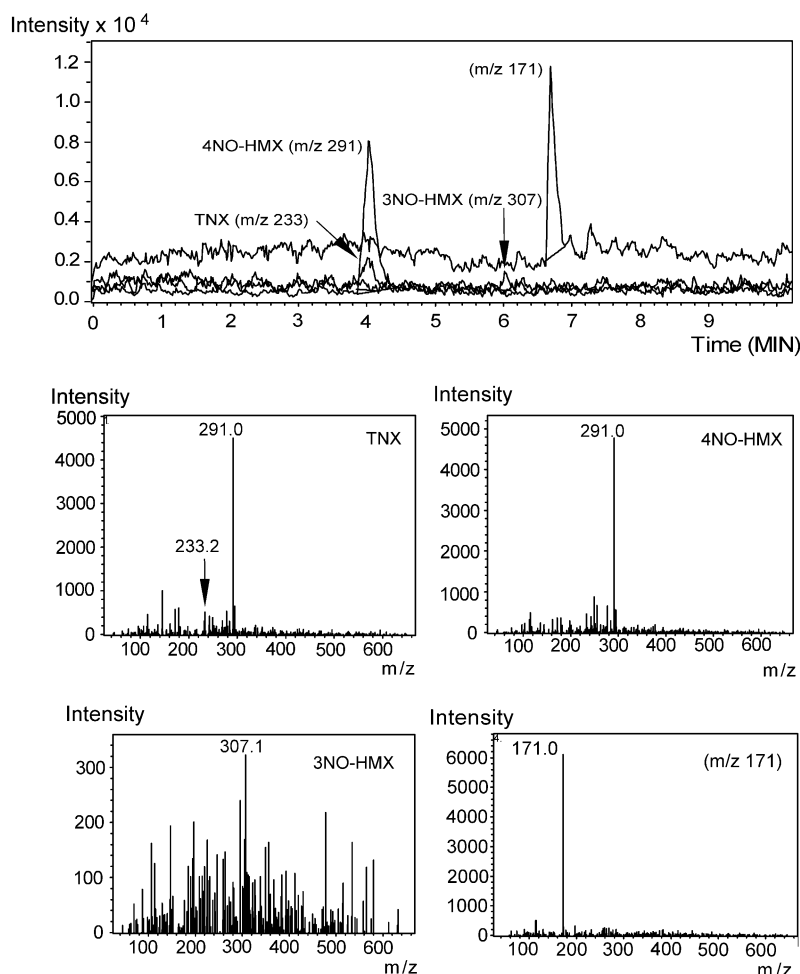 Intensity x 10 4
1.2
1.0
0.8
0.6
0.4
0.2
0.0
(m/z 171)
4NO-HMX (m/z 291)
3NO-HMX (m/z 307)
TNX (m/z 233)
0 1 2 3 4 5 6 7 8 9
Time (MIN)
Intensity
5000
4000
3000
2000
1000
0
291.0
TNX
233.2
100 200 300 400 500 600
m/z
Intensity
5000
4000
3000
2000
1000
0
291.0
4NO-HMX
100 200 300 400 500 600
m/z
Intensity
300
200
100
0
307.1
3NO-HMX
100 200 300 400 500 600
m/z
Intensity
4.
6000
5000
4000
3000
2000
1000
0
171.0
(m/z 171)
100 200 300 400 500 600
m/z